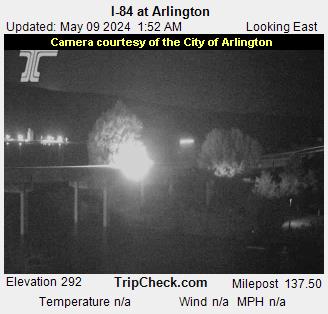 I-84 at Arlington
Updated: May 09 2024 1:52 AM Looking East
Camera courtesy of the City of Arlington
Elevation 292 TripCheck.com Milepost 137.50
Temperature n/a Wind n/a MPH n/a